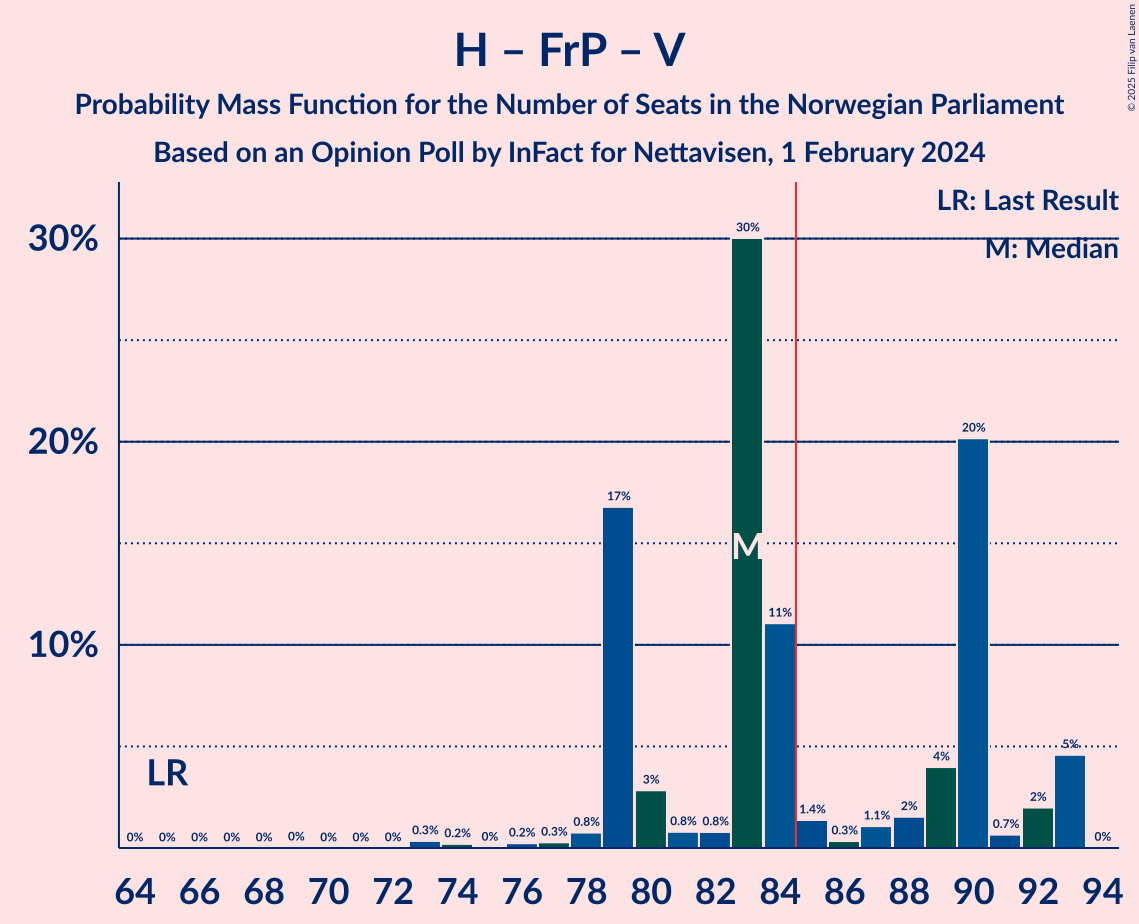 H – FrP – V
Probability Mass Function for the Number of Seats in the Norwegian Parliament
Based on an Opinion Poll by InFact for Nettavisen, 1 February 2024
© 2025 Filip van Laenen
LR: Last Result
M: Median
30%
20%
10%
LR
M
0% 0% 0% 0% 0% 0% 0% 0% 0% 0.3% 0.2% 0% 0.2% 0.3% 0.8% 17% 3% 0.8% 0.8% 30% 11% 1.4% 0.3% 1.1% 2% 4% 20% 0.7% 2% 5% 0%
64 66 68 70 72 74 76 78 80 82 84 86 88 90 92 94